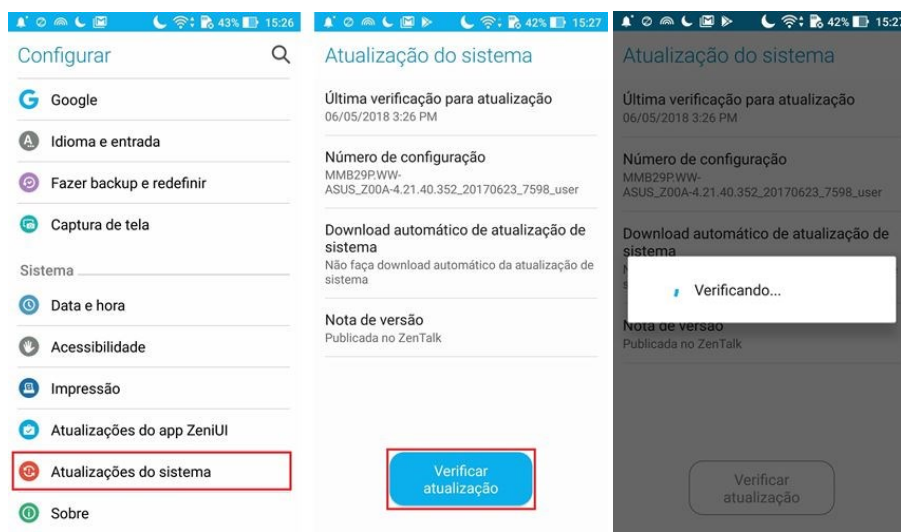 43% 15:26
Configurar
Google
Idioma e entrada
Fazer backup e redefinir
Captura de tela
Sistema
Data e hora
Acessibilidade
Impressão
Atualizações do app ZeniUI
Atualizações do sistema
Sobre
42% 15:27
Atualização do sistema
Última verificação para atualização
06/05/2018 3:26 PM
Número de configuração
MMB29P.WW-
ASUS_Z00A-4.21.40.352_20170623_7598_user
Download automático de atualização de
sistema
Não faça download automático da atualização de
sistema
Nota de versão
Publicada no ZenTalk
Verificar
atualização
42% 15:27
Atualização do sistema
Última verificação para atualização
06/05/2018 3:26 PM
Número de configuração
MMB29P.WW-
ASUS_Z00A-4.21.40.352_20170623_7598_user
Download automático de atualização de
sistema
Verificando...
Nota de versão
Publicada no ZenTalk
Verificar
atualização